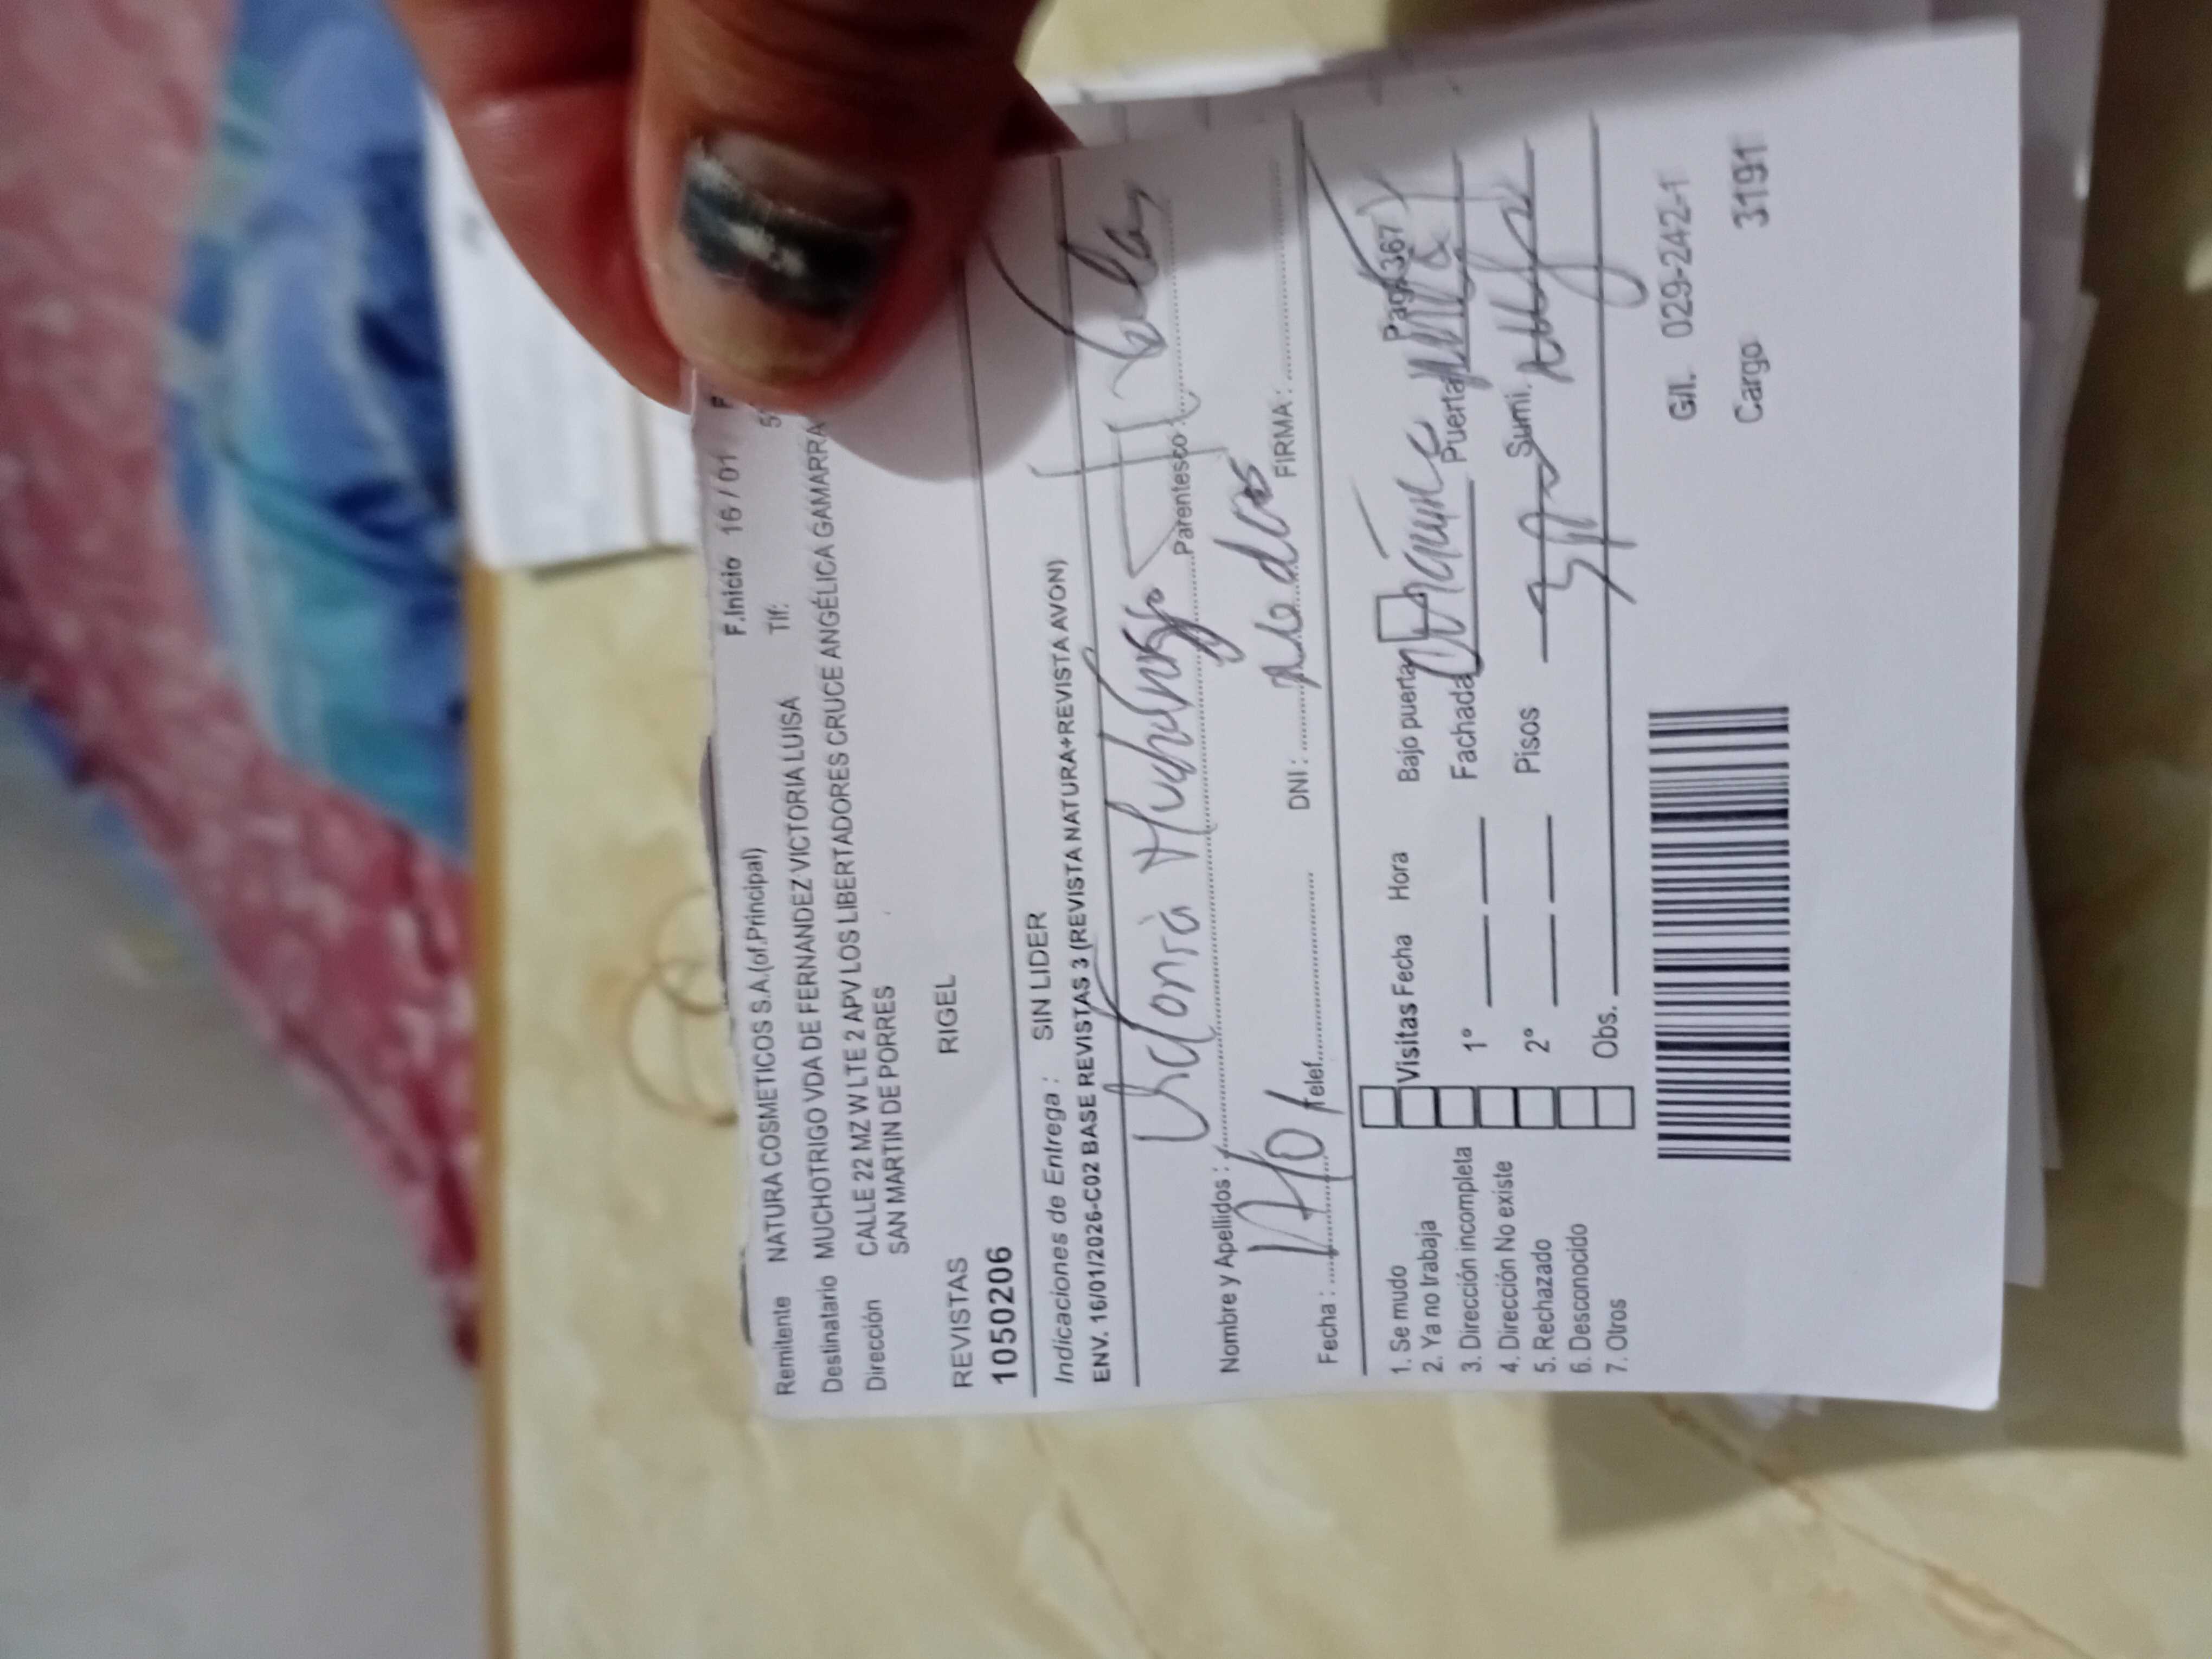 F.Inicio 16 / 01
Remitente NATURA COSMETICOS S.A.(of.Principal) Tlf:
Destinatario MUCHOTRIGO VDA DE FERNANDEZ VICTORIA LUISA
Dirección CALLE 22 MZ W LTE 2 APV LOS LIBERTADORES CRUCE ANGÉLICA GAMARRA
SAN MARTIN DE PORRES
REVISTAS RIGEL
1050206
Indicaciones de Entrega : SIN LIDER
ENV. 16/01/2026-C02 BASE REVISTAS 3 (REVISTA NATURA+REVISTA AVON)
Nombre y Apellidos : Parentesco :
Fecha : Telef. DNI : FIRMA :
1. Se mudo
2. Ya no trabaja
3. Dirección incompleta
4. Dirección No existe
5. Rechazado
6. Desconocido
7. Otros
Visitas Fecha Hora Bajo puerta Pag 367
1° Fachada Puerta
2° Pisos Sumi.
Obs.
G/I. 029-242-1
Cargo 3191